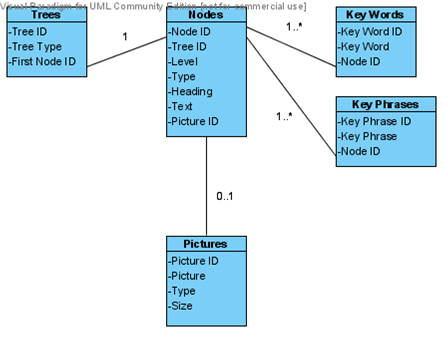 Visual Paradigm for UML Community Edition [not for commercial use]
Trees
-Tree ID
-Tree Type
-First Node ID
1
Nodes
-Node ID
-Tree ID
-Level
-Type
-Heading
-Text
-Picture ID
1..*
Key Words
-Key Word ID
-Key Word
-Node ID
1..*
Key Phrases
-Key Phrase ID
-Key Phrase
-Node ID
0..1
Pictures
-Picture ID
-Picture
-Type
-Size